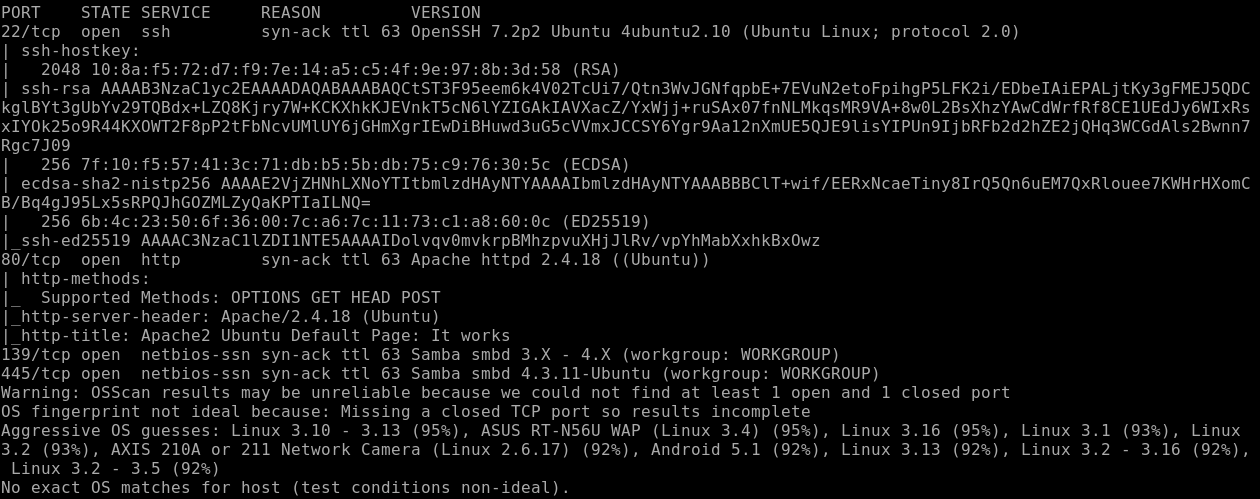 PORT    STATE SERVICE     REASON         VERSION
22/tcp  open  ssh         syn-ack ttl 63 OpenSSH 7.2p2 Ubuntu 4ubuntu2.10 (Ubuntu Linux; protocol 2.0)
| ssh-hostkey:
|   2048 10:8a:f5:72:d7:f9:7e:14:a5:c5:4f:9e:97:8b:3d:58 (RSA)
| ssh-rsa AAAAB3NzaC1yc2EAAAADAQABAAABAQCtST3F95eem6k4V02TcUi7/Qtn3WvJGNfqpbE+7EVuN2etoFpihgP5LFK2i/EDbeIAiEPALjtKy3gFMEJ5QDC
kglBYt3gUbYv29TQBdx+LZQ8Kjry7W+KCKXhkKJEVnkT5cN6lYZIGAkIAVXacZ/YxWjj+ruSAx07fnNLMkqsMR9VA+8w0L2BsXhzYAwCdWrfRf8CE1UEdJy6WIxRs
xIYOk25o9R44KXOWT2F8pP2tFbNcvUMlUY6jGHmXgrIEwDiBHuwd3uG5cVVmxJCCSY6Ygr9Aa12nXmUE5QJE9lisYIPUn9IjbRFb2d2hZE2jQHq3WCGdAls2Bwnn7
Rgc7J09
|   256 7f:10:f5:57:41:3c:71:db:b5:5b:db:75:c9:76:30:5c (ECDSA)
| ecdsa-sha2-nistp256 AAAAE2VjZHNhLXNoYTItbmlzdHAyNTYAAAAIbmlzdHAyNTYAAABBBClT+wif/EERxNcaeTiny8IrQ5Qn6uEM7QxRlouee7KWHrHXomC
B/Bq4gJ95Lx5sRPQJhGOZMLZyQaKPTIaILNQ=
|   256 6b:4c:23:50:6f:36:00:7c:a6:7c:11:73:c1:a8:60:0c (ED25519)
|_ssh-ed25519 AAAAC3NzaC1lZDI1NTE5AAAAIDolvqv0mvkrpBMhzpvuXHjJlRv/vpYhMabXxhkBxOwz
80/tcp  open  http        syn-ack ttl 63 Apache httpd 2.4.18 ((Ubuntu))
| http-methods:
|_  Supported Methods: OPTIONS GET HEAD POST
|_http-server-header: Apache/2.4.18 (Ubuntu)
|_http-title: Apache2 Ubuntu Default Page: It works
139/tcp open  netbios-ssn syn-ack ttl 63 Samba smbd 3.X - 4.X (workgroup: WORKGROUP)
445/tcp open  netbios-ssn syn-ack ttl 63 Samba smbd 4.3.11-Ubuntu (workgroup: WORKGROUP)
Warning: OSScan results may be unreliable because we could not find at least 1 open and 1 closed port
OS fingerprint not ideal because: Missing a closed TCP port so results incomplete
Aggressive OS guesses: Linux 3.10 - 3.13 (95%), ASUS RT-N56U WAP (Linux 3.4) (95%), Linux 3.16 (95%), Linux 3.1 (93%), Linux
3.2 (93%), AXIS 210A or 211 Network Camera (Linux 2.6.17) (92%), Android 5.1 (92%), Linux 3.13 (92%), Linux 3.2 - 3.16 (92%),
 Linux 3.2 - 3.5 (92%)
No exact OS matches for host (test conditions non-ideal).